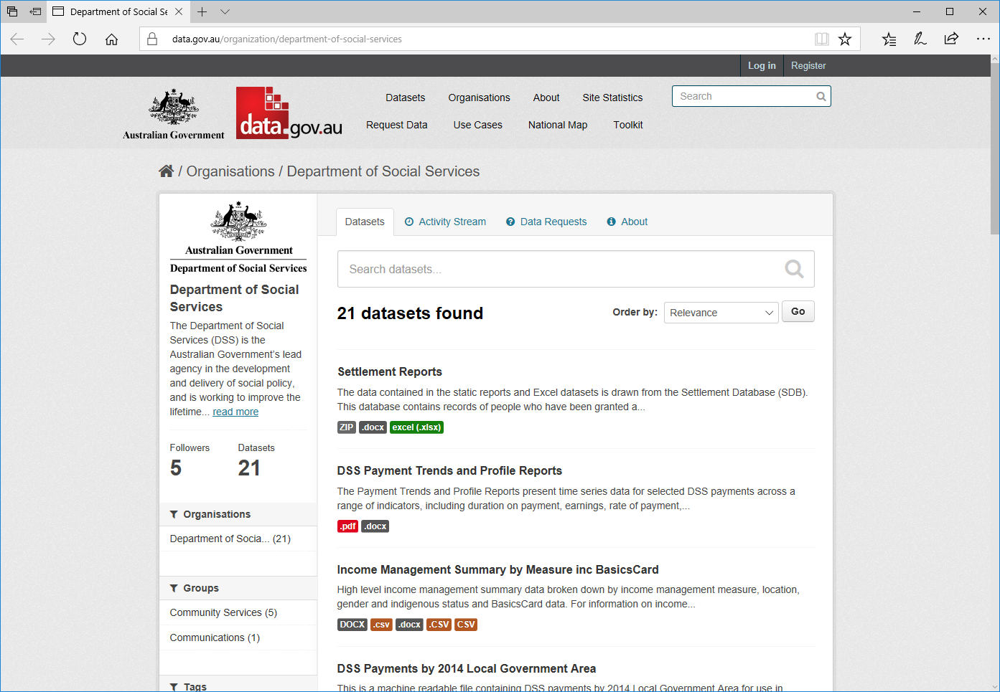 Department of Social Se
data.gov.au/organization/department-of-social-services
Log in
Register
Australian Government
data.gov.au
Datasets
Organisations
About
Site Statistics
Request Data
Use Cases
National Map
Toolkit
Search
/ Organisations / Department of Social Services
Australian Government
Department of Social Services
Department of Social
Services
The Department of Social
Services (DSS) is the
Australian Government's lead
agency in the development
and delivery of social policy,
and is working to improve the
lifetime... read more
Followers
5
Datasets
21
Organisations
Department of Socia... (21)
Groups
Community Services (5)
Communications (1)
Tags
Datasets
Activity Stream
Data Requests
About
Search datasets...
21 datasets found
Order by:
Relevance
Go
Settlement Reports
The data contained in the static reports and Excel datasets is drawn from the Settlement Database (SDB).
This database contains records of people who have been granted a...
ZIP .docx excel (.xlsx)
DSS Payment Trends and Profile Reports
The Payment Trends and Profile Reports present time series data for selected DSS payments across a
range of indicators, including duration on payment, earnings, rate of payment,...
.pdf .docx
Income Management Summary by Measure inc BasicsCard
High level income management summary data broken down by income management measure, location,
gender and indigenous status and BasicsCard data. For information on income...
DOCX .csv .docx .CSV CSV
DSS Payments by 2014 Local Government Area
This is a machine readable file containing DSS payments by 2014 Local Government Area for use in